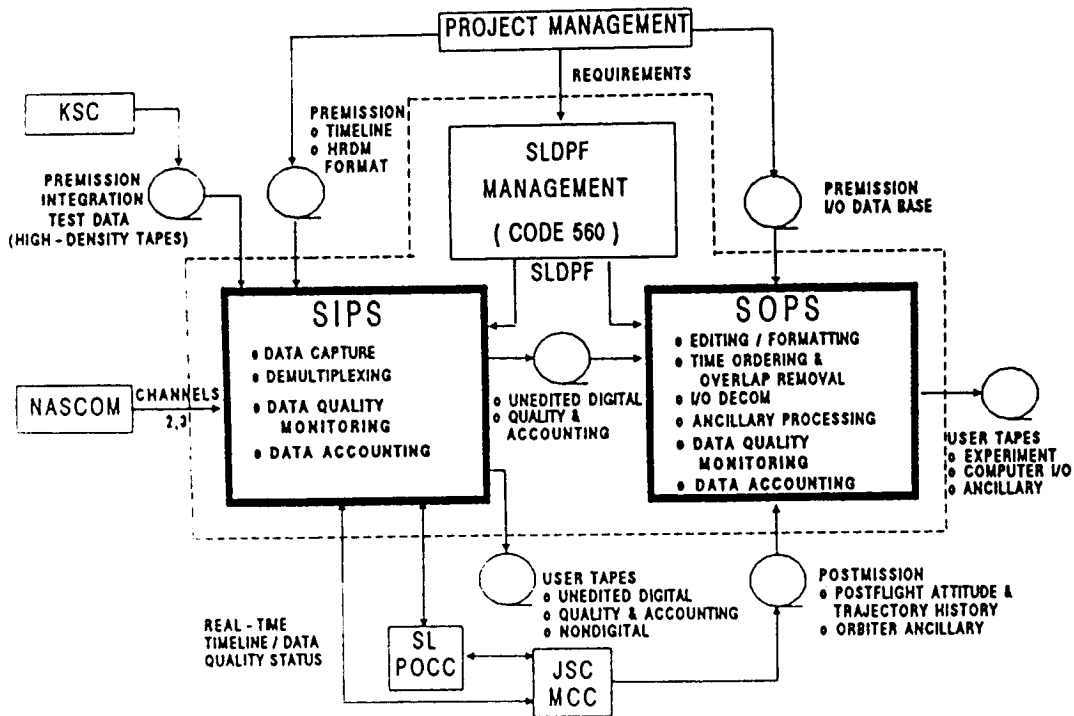 PROJECT MANAGEMENT
REQUIREMENTS
KSC
PREMISSION
● TIMELINE
● HRDM
FORMAT
SLDPF
MANAGEMENT
( CODE 560 )
SLDPF
PREMISSION
INTEGRATION
TEST DATA
(HIGH - DENSITY TAPES)
PREMISSION
I/O DATA BASE
SIPS
● DATA CAPTURE
● DEMULTIPLEXING
● DATA QUALITY
MONITORING
● DATA ACCOUNTING
SOPS
● EDITING / FORMATTING
● TIME ORDERING &
OVERLAP REMOVAL
● I/O DECOM
● ANCILLARY PROCESSING
● DATA QUALITY
MONITORING
● DATA ACCOUNTING
NASCOM
CHANNELS
2,3
● UNEDITED DIGITAL
● QUALITY &
ACCOUNTING
USER TAPES
● EXPERIMENT
● COMPUTER I/O
● ANCILLARY
USER TAPES
● UNEDITED DIGITAL
● QUALITY & ACCOUNTING
● NONDIGITAL
POSTMISSION
● POSTFLIGHT ATTITUDE &
TRAJECTORY HISTORY
● ORBITER ANCILLARY
REAL - TIME
TIMELINE / DATA
QUALITY STATUS
SL
POCC
JSC
MCC